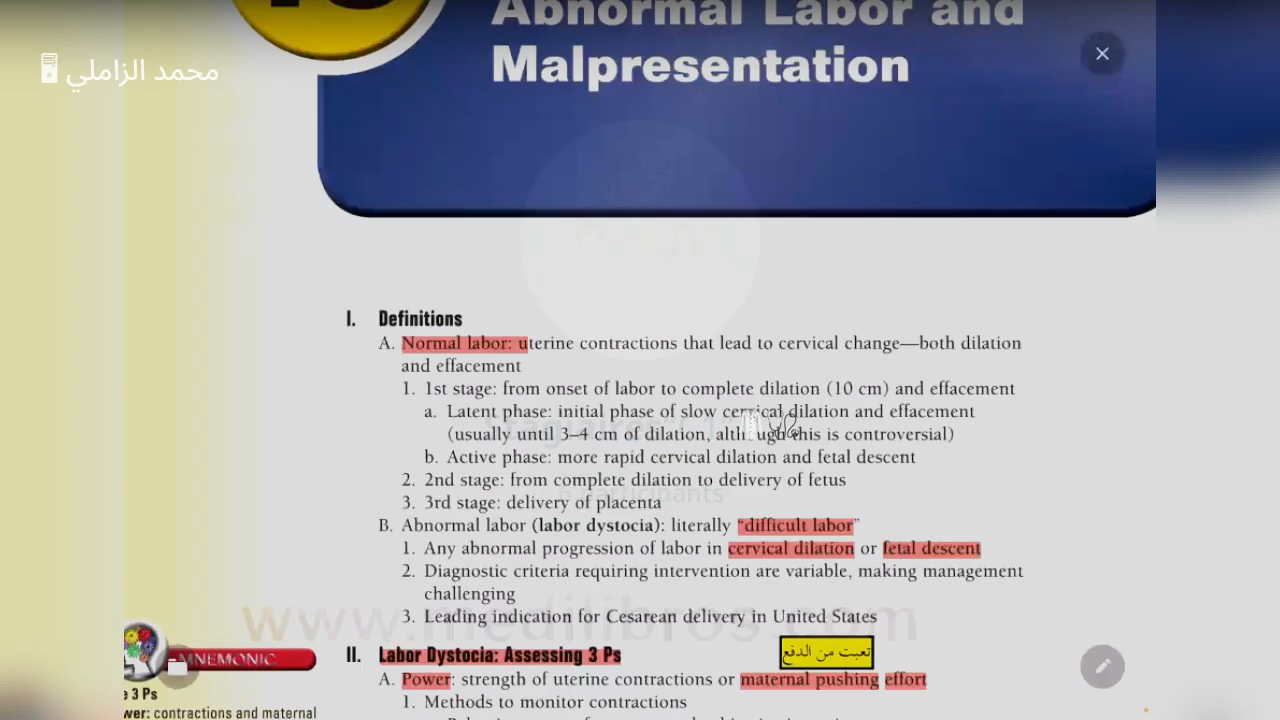 Abnormal Labor and
Malpresentation
محمد الزاملي
I. Definitions
A. Normal labor: uterine contractions that lead to cervical change—both dilation
and effacement
1. 1st stage: from onset of labor to complete dilation (10 cm) and effacement
a. Latent phase: initial phase of slow cervical dilation and effacement
(usually until 3–4 cm of dilation, although this is controversial)
b. Active phase: more rapid cervical dilation and fetal descent
2. 2nd stage: from complete dilation to delivery of fetus
participants
3. 3rd stage: delivery of placenta
B. Abnormal labor (labor dystocia): literally “difficult labor”
1. Any abnormal progression of labor in cervical dilation or fetal descent
2. Diagnostic criteria requiring intervention are variable, making management
challenging
3. Leading indication for Cesarean delivery in United States
www.medilibros.com
MNEMONIC
e 3 Ps
wer: contractions and maternal
II. Labor Dystocia: Assessing 3 Ps
تعبت من الدفع
A. Power: strength of uterine contractions or maternal pushing effort
1. Methods to monitor contractions